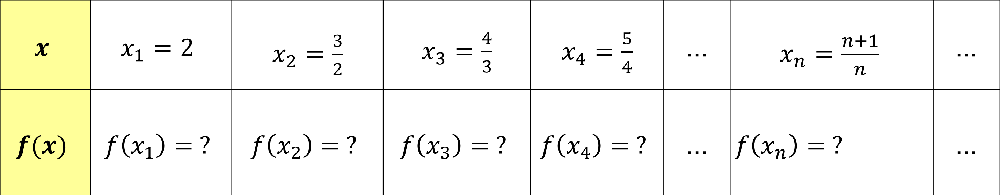 x x₁ = 2 x₂ = 3/2 x₃ = 4/3 x₄ = 5/4 ... xₙ = n+1/n ...
f(x) f(x₁) = ? f(x₂) = ? f(x₃) = ? f(x₄) = ? ... f(xₙ) = ? ...